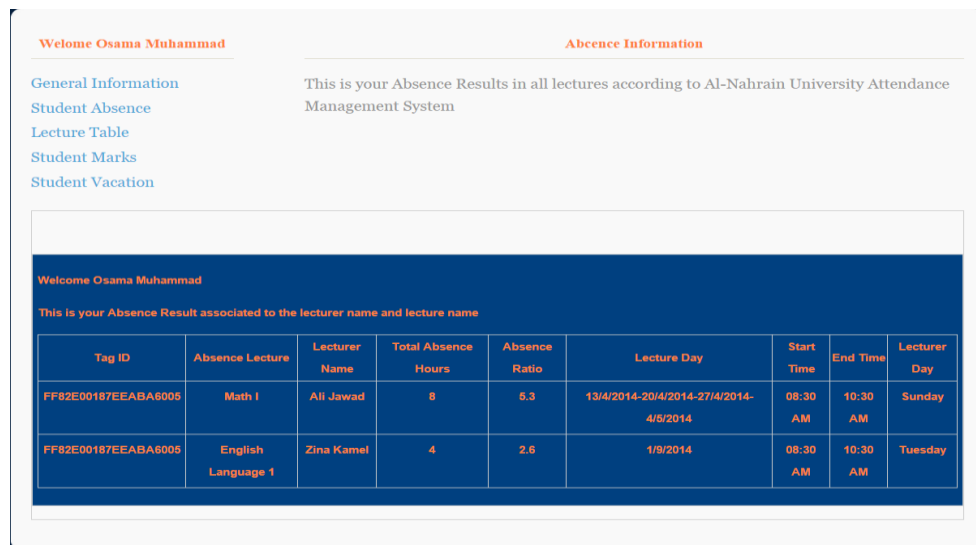 Welome Osama Muhammad
General Information
Student Absence
Lecture Table
Student Marks
Student Vacation
Abcence Information
This is your Absence Results in all lectures according to Al-Nahrain University Attendance
Management System
Welcome Osama Muhammad
This is your Absence Result associated to the lecturer name and lecture name
Tag ID Absence Lecture Lecturer Name Total Absence Hours Absence Ratio Lecture Day Start Time End Time Lecturer Day
FF82E00187EEABA6005 Math I Ali Jawad 8 5.3 13/4/2014-20/4/2014-27/4/2014-4/5/2014 08:30 AM 10:30 AM Sunday
FF82E00187EEABA6005 English Language 1 Zina Kamel 4 2.6 1/9/2014 08:30 AM 10:30 AM Tuesday